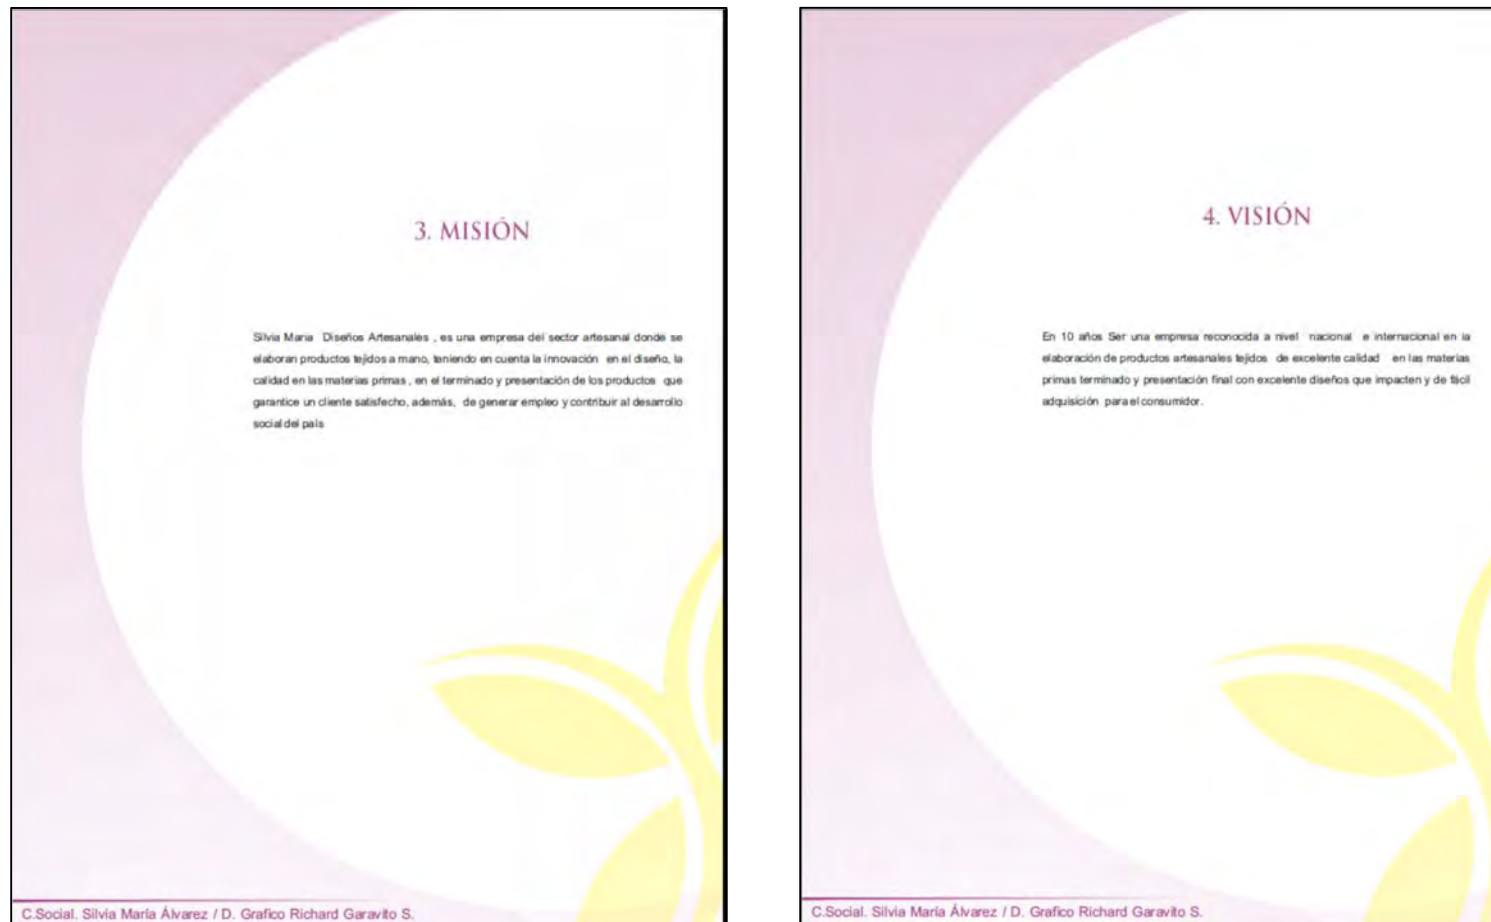 3. MISIÓN
Silvia Maria Diseños Artesanales , es una empresa del sector artesanal donde se
elaboran productos tejidos a mano, teniendo en cuenta la innovación en el diseño, la
calidad en las materias primas , en el terminado y presentación de los productos que
garantice un cliente satisfecho, además, de generar empleo y contribuir al desarrollo
social del país
C.Social. Silvia María Álvarez / D. Grafico Richard Garavito S.
4. VISIÓN
En 10 años Ser una empresa reconocida a nivel nacional e internacional en la
elaboración de productos artesanales tejidos de excelente calidad en las materias
primas terminado y presentación final con excelente diseños que impacten y de fácil
adquisición para el consumidor.
C.Social. Silvia María Álvarez / D. Grafico Richard Garavito S.